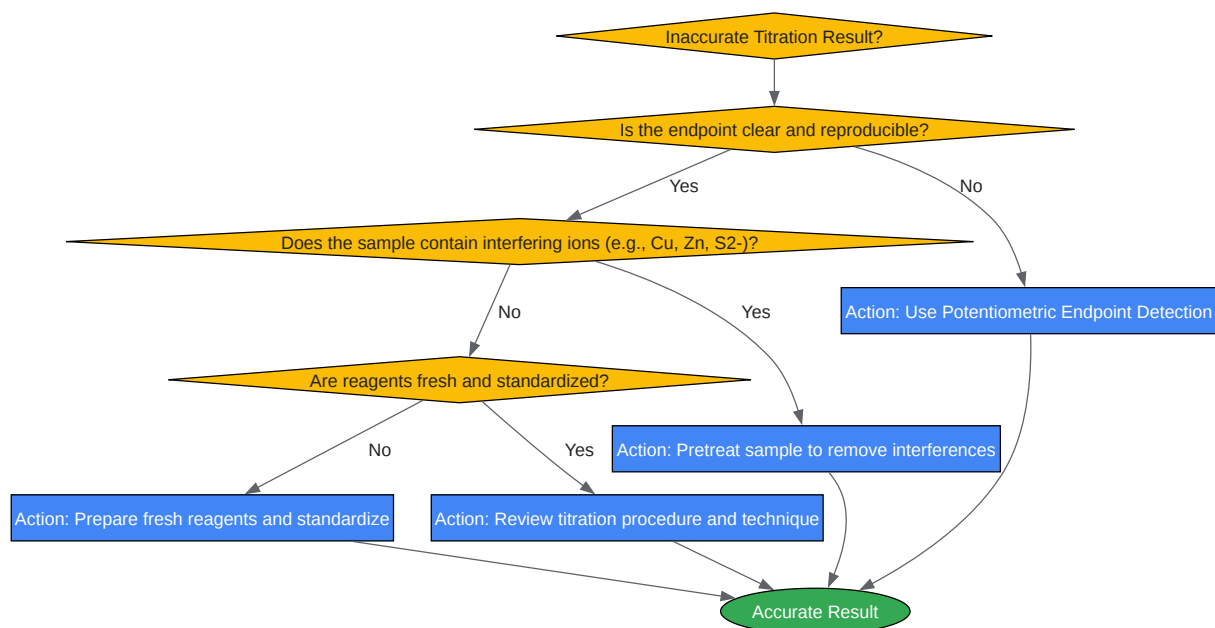 Inaccurate Titration Result?
Is the endpoint clear and reproducible?
Yes
No
Does the sample contain interfering ions (e.g., Cu, Zn, S2-)?
Action: Use Potentiometric Endpoint Detection
No
Yes
Are reagents fresh and standardized?
Action: Pretreat sample to remove interferences
No
Yes
Action: Prepare fresh reagents and standardize
Action: Review titration procedure and technique
Accurate Result